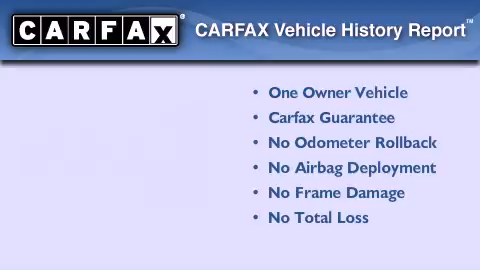 CARFAX® CARFAX Vehicle History Report™
• One Owner Vehicle
• Carfax Guarantee
• No Odometer Rollback
• No Airbag Deployment
• No Frame Damage
• No Total Loss